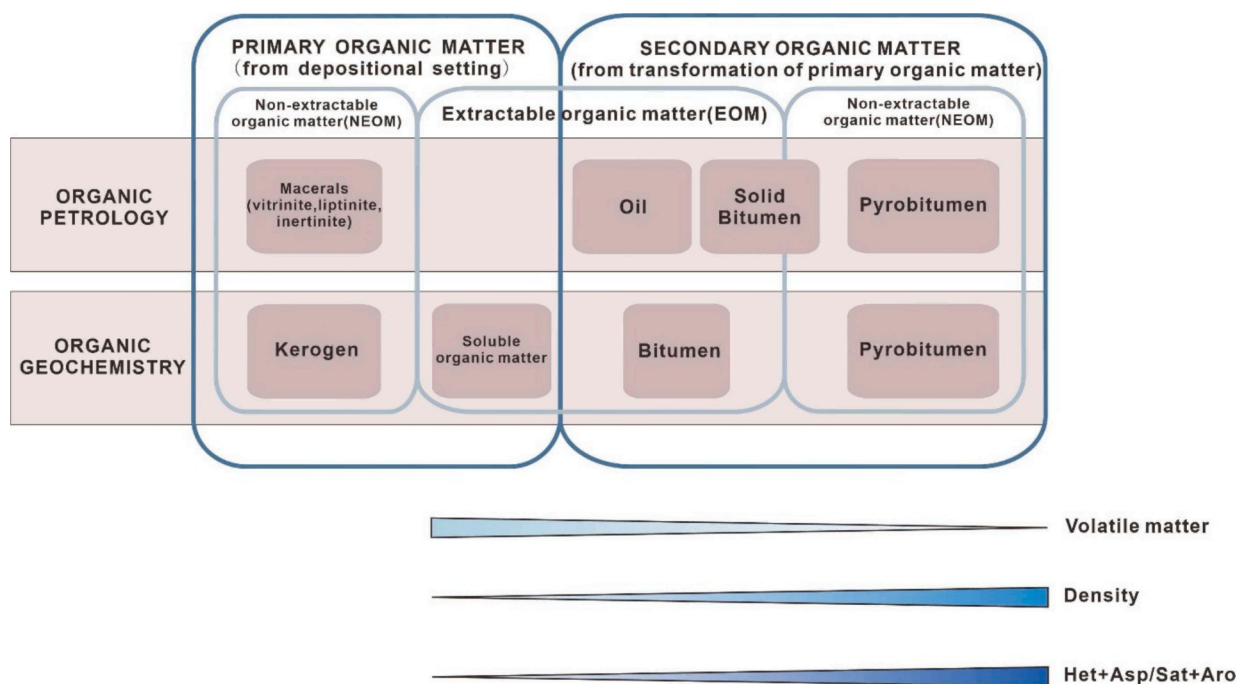 PRIMARY ORGANIC MATTER
(from depositional setting)
SECONDARY ORGANIC MATTER
(from transformation of primary organic matter)
Non-extractable
organic matter(NEOM)
Extractable organic matter(EOM)
Non-extractable
organic matter(NEOM)
ORGANIC
PETROLOGY
Macerals
(vitrinite,liptinite,
inertinite)
Oil
Solid
Bitumen
Pyrobitumen
ORGANIC
GEOCHEMISTRY
Kerogen
Soluble
organic matter
Bitumen
Pyrobitumen
Volatile matter
Density
Het+Asp/Sat+Aro